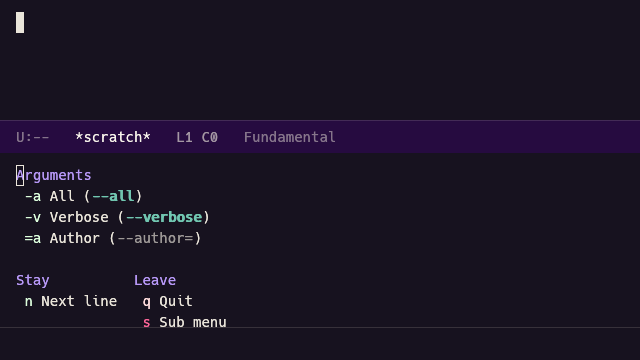 U:-- *scratch* L1 C0 Fundamental
Arguments
-a All (--all)
-v Verbose (--verbose)
=a Author (--author=)
Stay Leave
n Next line q Quit
s Sub menu